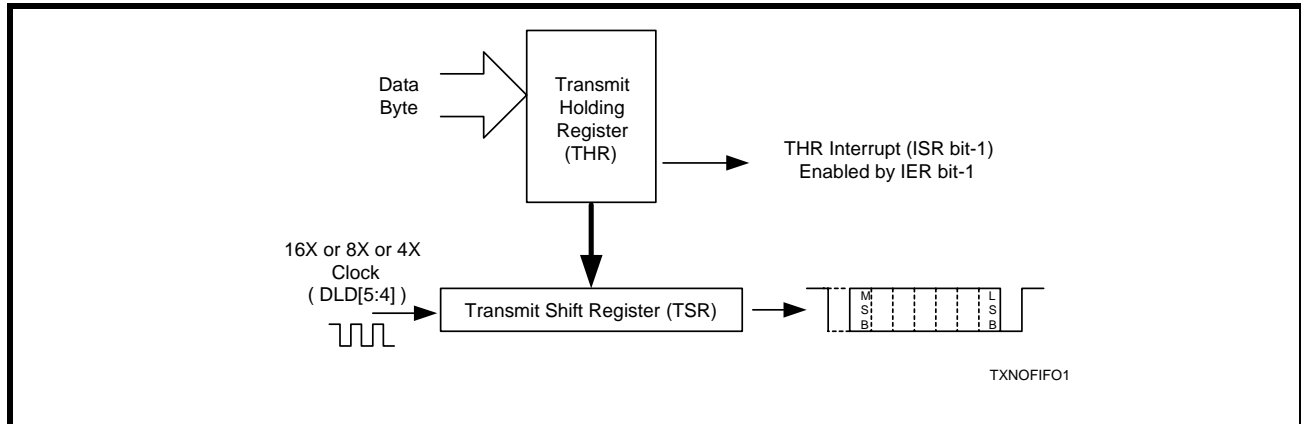 Data
Byte
Transmit
Holding
Register
(THR)
THR Interrupt (ISR bit-1)
Enabled by IER bit-1
16X or 8X or 4X
Clock
( DLD[5:4] )
Transmit Shift Register (TSR)
M
S
B
L
S
B
TXNOFIFO1